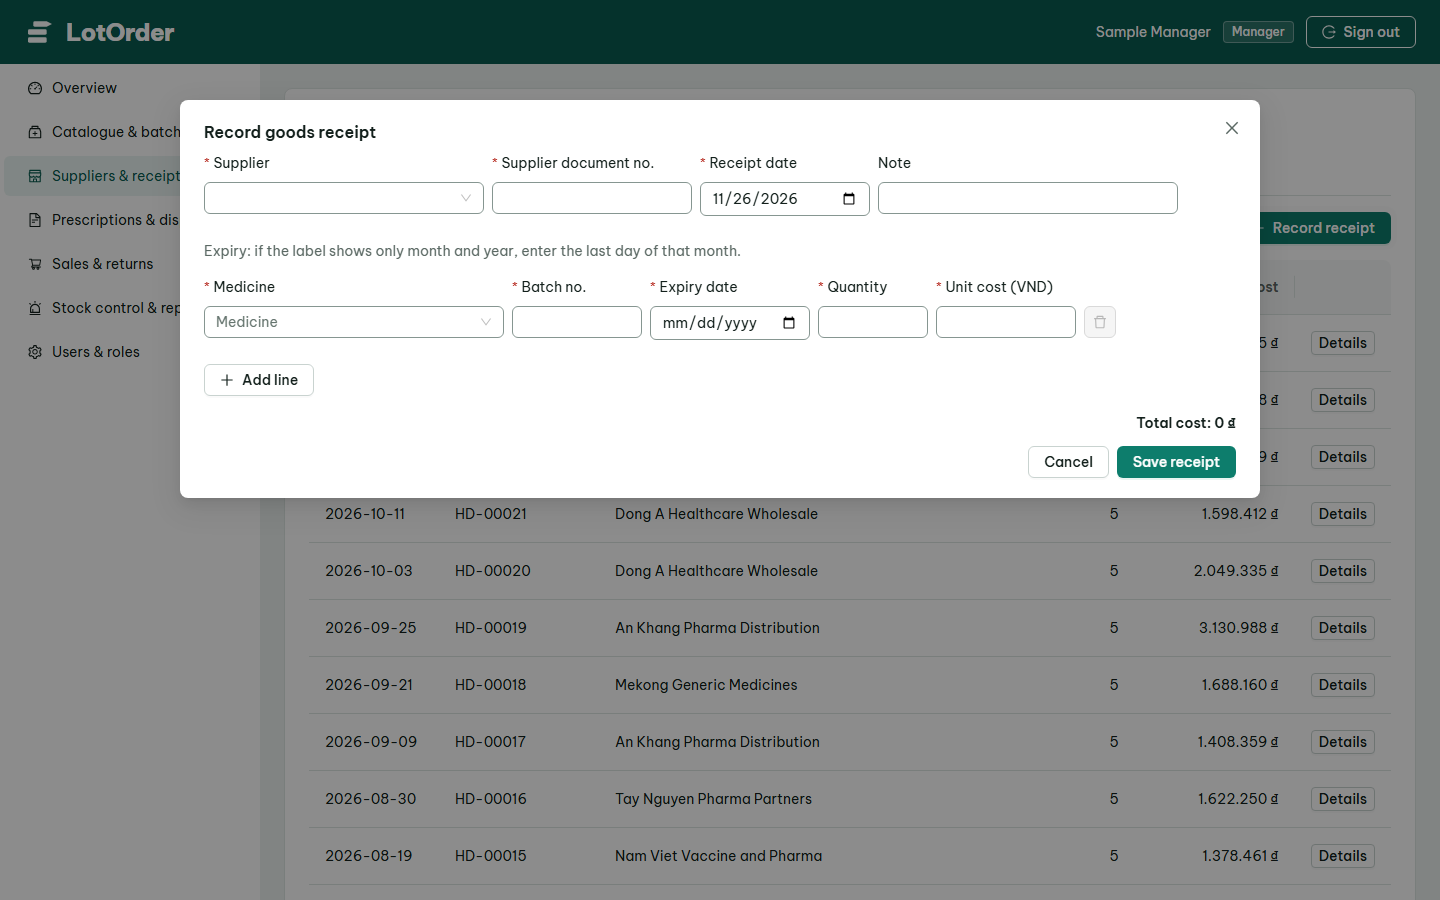 LotOrder
Sample Manager
Manager
Sign out
Overview
Catalogue & batch
Suppliers & receipt
Prescriptions & dis
Sales & returns
Stock control & rep
Users & roles
Record receipt
Record goods receipt
* Supplier
* Supplier document no.
* Receipt date
Note
11/26/2026
Expiry: if the label shows only month and year, enter the last day of that month.
* Medicine
* Batch no.
* Expiry date
* Quantity
* Unit cost (VND)
Medicine
mm/dd/yyyy
Add line
Total cost: 0 ₫
Cancel
Save receipt
ost
5 ₫ Details
8 ₫ Details
9 ₫ Details
2026-10-11 HD-00021 Dong A Healthcare Wholesale 5 1.598.412 ₫ Details
2026-10-03 HD-00020 Dong A Healthcare Wholesale 5 2.049.335 ₫ Details
2026-09-25 HD-00019 An Khang Pharma Distribution 5 3.130.988 ₫ Details
2026-09-21 HD-00018 Mekong Generic Medicines 5 1.688.160 ₫ Details
2026-09-09 HD-00017 An Khang Pharma Distribution 5 1.408.359 ₫ Details
2026-08-30 HD-00016 Tay Nguyen Pharma Partners 5 1.622.250 ₫ Details
2026-08-19 HD-00015 Nam Viet Vaccine and Pharma 5 1.378.461 ₫ Details